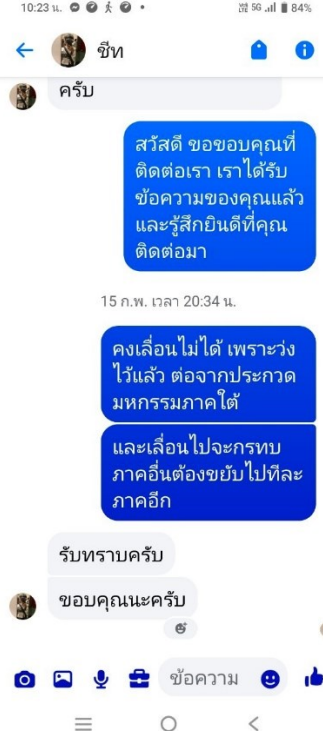 10:23 น.
5G 84%
ชีท
ครับ
สวัสดี ขอขอบคุณที่
ติดต่อเรา เราได้รับ
ข้อความของคุณแล้ว
และรู้สึกยินดีที่คุณ
ติดต่อมา
15 ก.พ. เวลา 20:34 น.
คงเลื่อนไม่ได้ เพราะว่ง
ไว้แล้ว ต่อจากประกวด
มหกรรมภาคใต้
และเลื่อนไปจะกรทบ
ภาคอื่นต้องขยับไปทีละ
ภาคอีก
รับทราบครับ
ขอบคุณนะครับ
ข้อความ